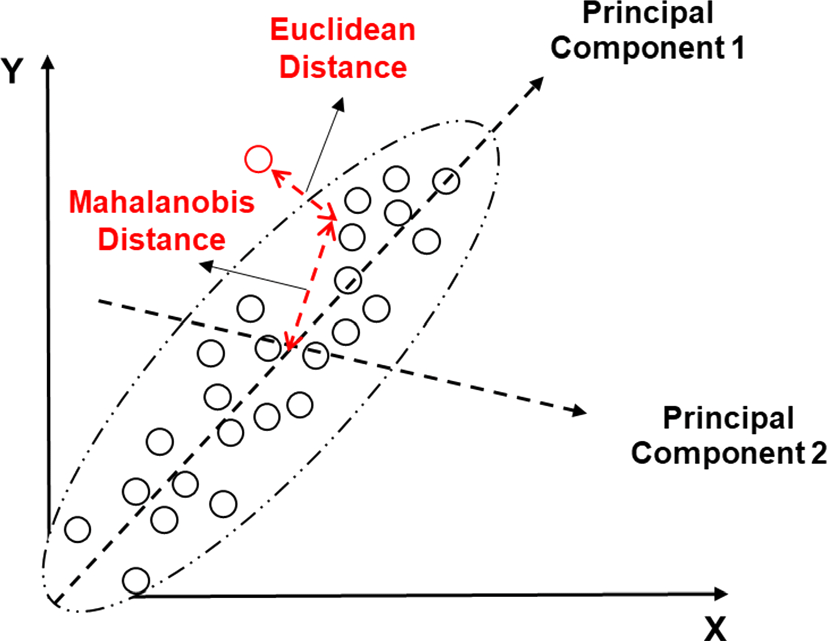 Principal
Component 1
Euclidean
Distance
Y
Mahalanobis
Distance
Principal
Component 2
X